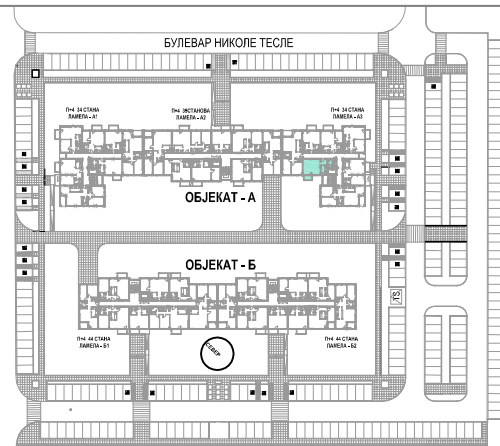 БУЛЕВАР НИКОЛЕ ТЕСЛЕ
П+4 34 СТАНА
ЛАМЕЛА - А1
П+4 39СТАНОВА
ЛАМЕЛА - А2
П+4 34 СТАНА
ЛАМЕЛА - А3
ОБЈЕКАТ - А
ОБЈЕКАТ - Б
П+4 44 СТАНА
ЛАМЕЛА - Б1
СЕВЕР
П+4 44 СТАНА
ЛАМЕЛА - Б2